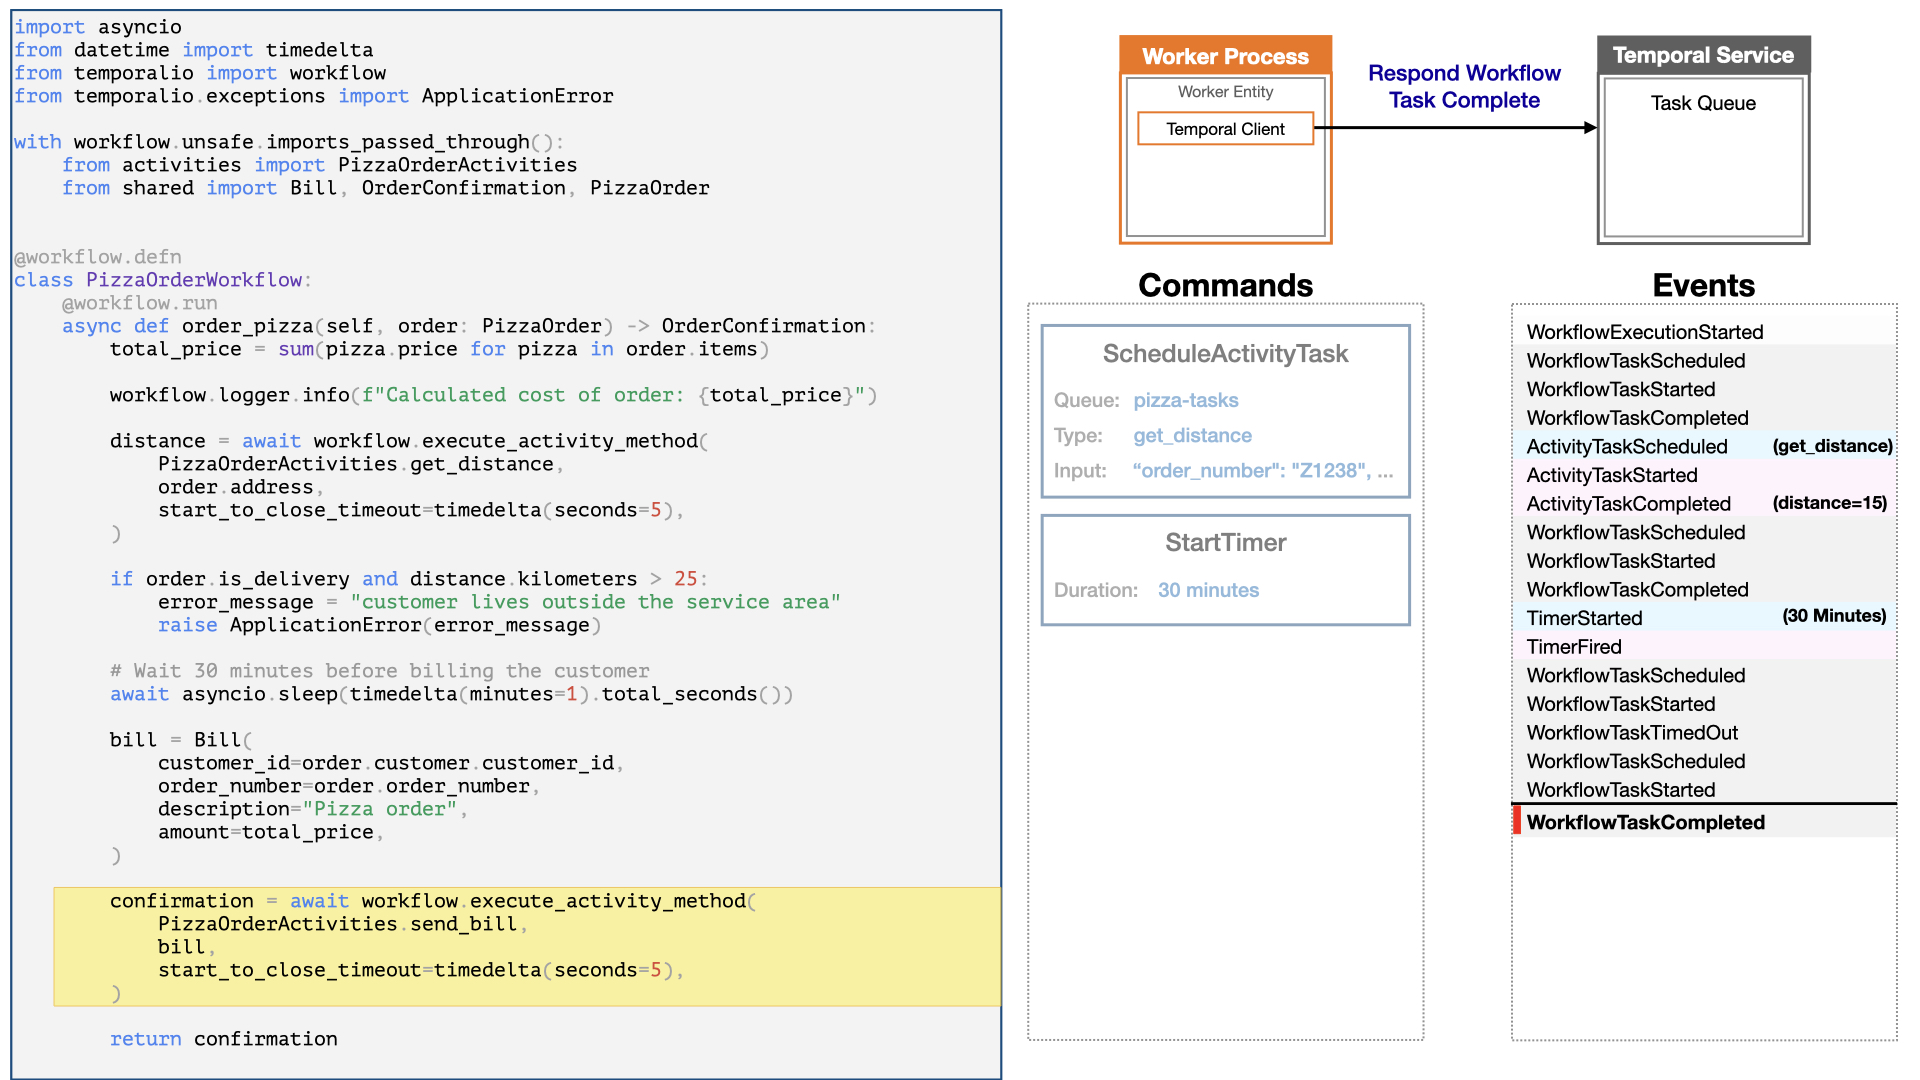 import asyncio
from datetime import timedelta
from temporalio import workflow
from temporalio.exceptions import ApplicationError

with workflow.unsafe.imports_passed_through():
    from activities import PizzaOrderActivities
    from shared import Bill, OrderConfirmation, PizzaOrder

@workflow.defn
class PizzaOrderWorkflow:
    @workflow.run
    async def order_pizza(self, order: PizzaOrder) -> OrderConfirmation:
        total_price = sum(pizza.price for pizza in order.items)

        workflow.logger.info(f"Calculated cost of order: {total_price}")

        distance = await workflow.execute_activity_method(
            PizzaOrderActivities.get_distance,
            order.address,
            start_to_close_timeout=timedelta(seconds=5),
        )

        if order.is_delivery and distance.kilometers > 25:
            error_message = "customer lives outside the service area"
            raise ApplicationError(error_message)

        # Wait 30 minutes before billing the customer
        await asyncio.sleep(timedelta(minutes=1).total_seconds())

        bill = Bill(
            customer_id=order.customer.customer_id,
            order_number=order.order_number,
            description="Pizza order",
            amount=total_price,
        )

        confirmation = await workflow.execute_activity_method(
            PizzaOrderActivities.send_bill,
            bill,
            start_to_close_timeout=timedelta(seconds=5),
        )

        return confirmation

Worker Process
Worker Entity
Temporal Client
Respond Workflow
Task Complete
Temporal Service
Task Queue
Commands
ScheduleActivityTask
Queue: pizza-tasks
Type: get_distance
Input: “order_number": "Z1238", ...
StartTimer
Duration: 30 minutes
Events
WorkflowExecutionStarted
WorkflowTaskScheduled
WorkflowTaskStarted
WorkflowTaskCompleted
ActivityTaskScheduled (get_distance)
ActivityTaskStarted
ActivityTaskCompleted (distance=15)
WorkflowTaskScheduled
WorkflowTaskStarted
WorkflowTaskCompleted
TimerStarted (30 Minutes)
TimerFired
WorkflowTaskScheduled
WorkflowTaskStarted
WorkflowTaskTimedOut
WorkflowTaskScheduled
WorkflowTaskStarted
WorkflowTaskCompleted